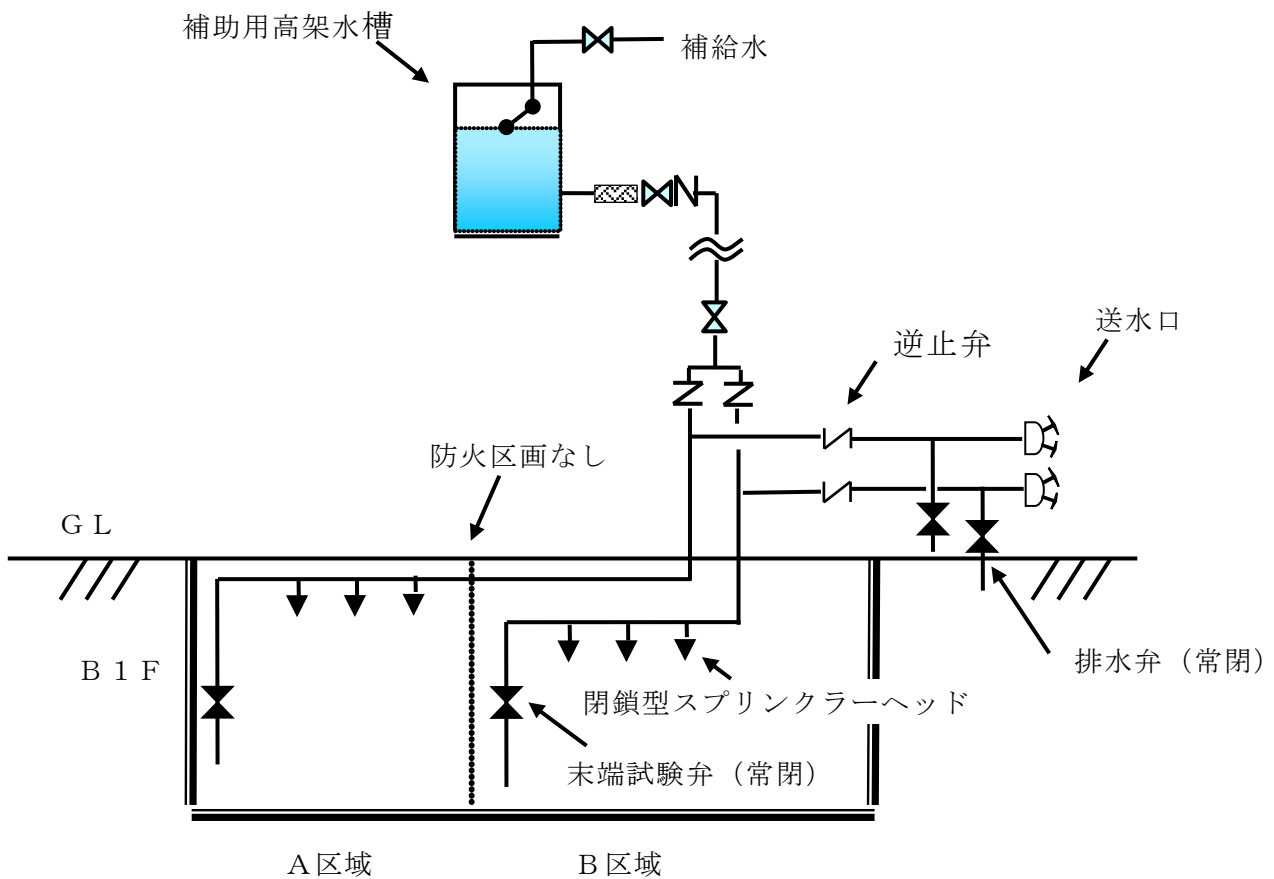 補助用高架水槽
補給水
送水口
逆止弁
防火区画なし
ＧＬ
Ｂ１Ｆ
排水弁（常閉）
閉鎖型スプリンクラーヘッド
末端試験弁（常閉）
Ａ区域
Ｂ区域